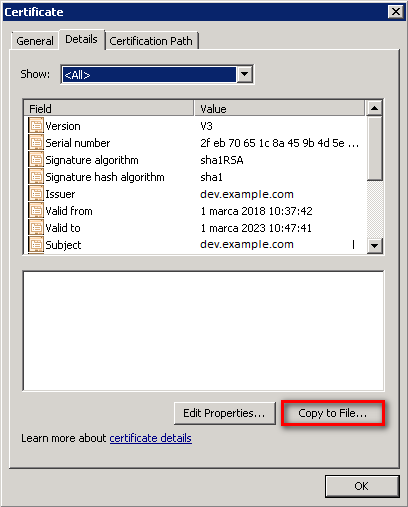 Certificate
General Details Certification Path
Show: <All>
Field Value
Version V3
Serial number 2f eb 70 65 1c 8a 45 9b 4d 5e ...
Signature algorithm sha1RSA
Signature hash algorithm sha1
Issuer dev.example.com
Valid from 1 marca 2018 10:37:42
Valid to 1 marca 2023 10:47:41
Subject dev.example.com l
Edit Properties... Copy to File...
Learn more about certificate details
OK